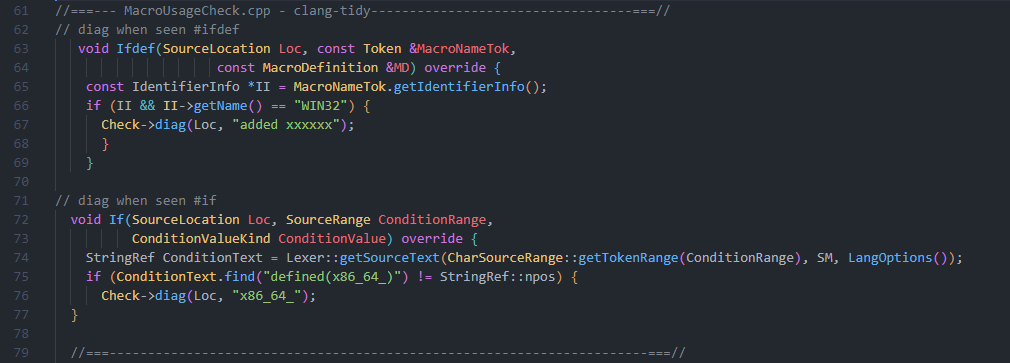 61 //===--- MacroUsageCheck.cpp - clang-tidy----------------------------------===//
62 // diag when seen #ifdef
63 void Ifdef(SourceLocation Loc, const Token &MacroNameTok,
64 const MacroDefinition &MD) override {
65 const IdentifierInfo *II = MacroNameTok.getIdentifierInfo();
66 if (II && II->getName() == "WIN32") {
67 Check->diag(Loc, "added xxxxxx");
68 }
69 }
70
71 // diag when seen #if
72 void If(SourceLocation Loc, SourceRange ConditionRange,
73 ConditionValueKind ConditionValue) override {
74 StringRef ConditionText = Lexer::getSourceText(CharSourceRange::getTokenRange(ConditionRange), SM, LangOptions());
75 if (ConditionText.find("defined(x86_64_)") != StringRef::npos) {
76 Check->diag(Loc, "x86_64_");
77 }
78
79 //===----------------------------------------------------------------------===//